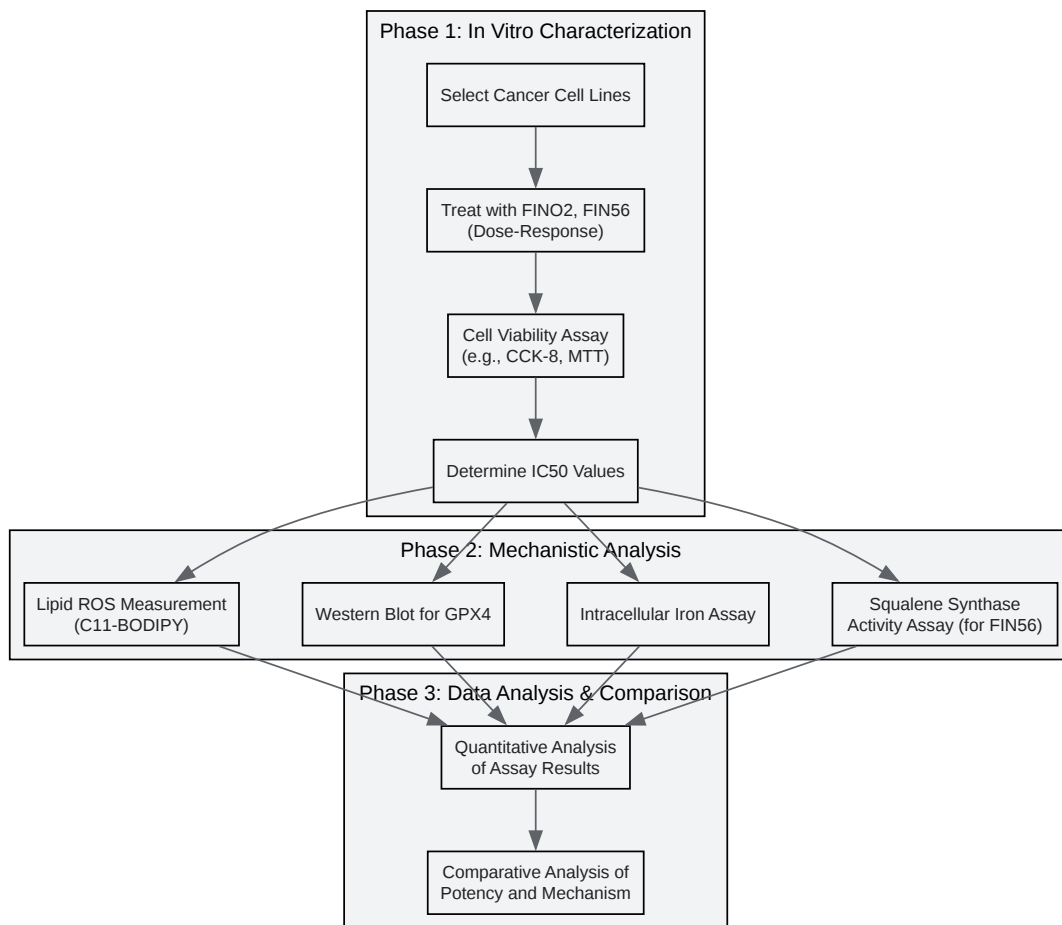 Phase 1: In Vitro Characterization
Select Cancer Cell Lines
Treat with FINO2, FIN56
(Dose-Response)
Cell Viability Assay
(e.g., CCK-8, MTT)
Determine IC50 Values
Phase 2: Mechanistic Analysis
Lipid ROS Measurement
(C11-BODIPY)
Western Blot for GPX4
Intracellular Iron Assay
Squalene Synthase
Activity Assay (for FIN56)
Phase 3: Data Analysis & Comparison
Quantitative Analysis
of Assay Results
Comparative Analysis of
Potency and Mechanism